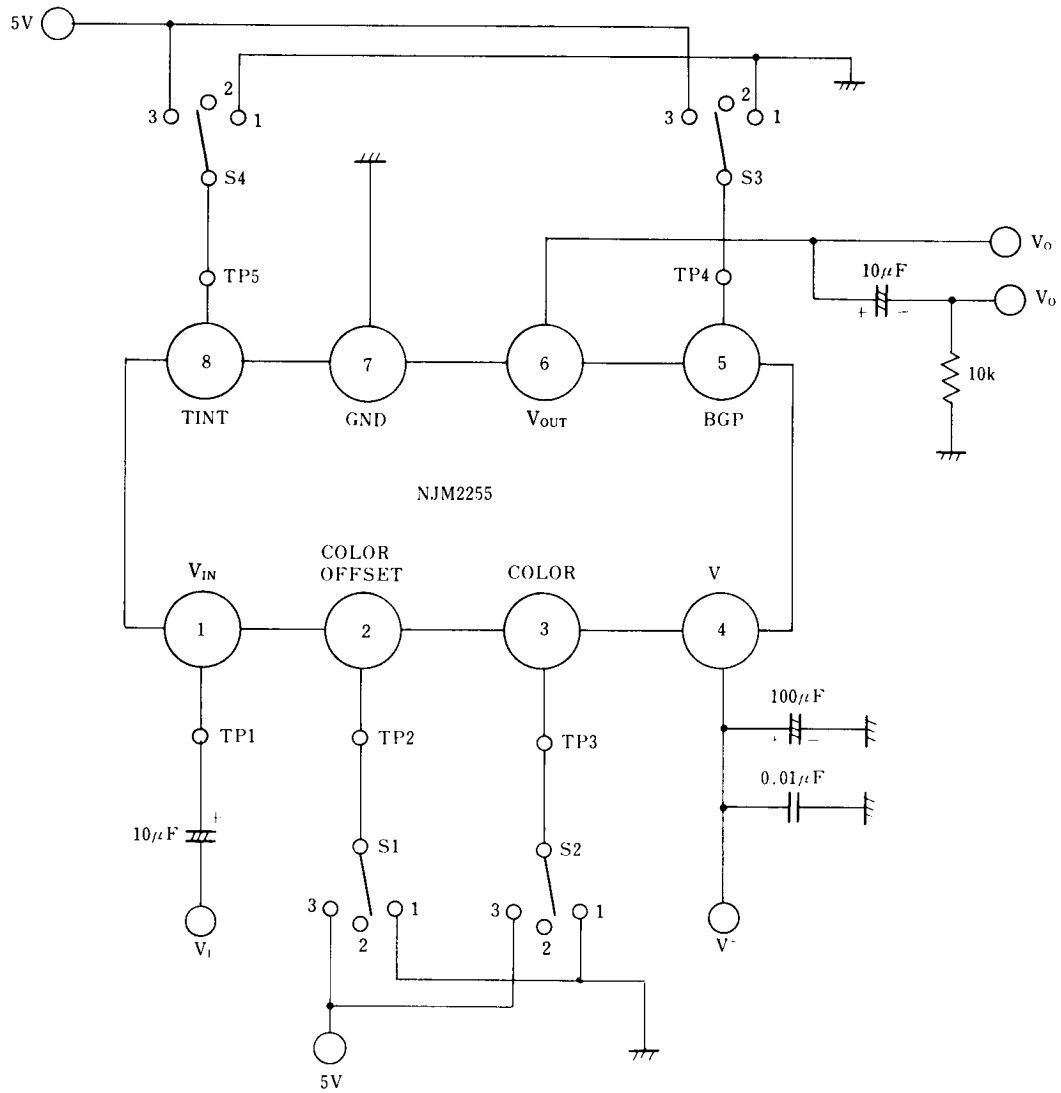 5V
3 2 1
3 2 1
S4
S3
TP5
TP4
10μF
+ −
Vo
Vo
10k
8
7
6
5
TINT
GND
VOUT
BGP
NJM2255
VIN
COLOR
OFFSET
COLOR
V
1
2
3
4
TP1
TP2
TP3
100μF
+ −
0.01μF
10μF
+
S1
S2
3 2 1
3 2 1
V-
5V